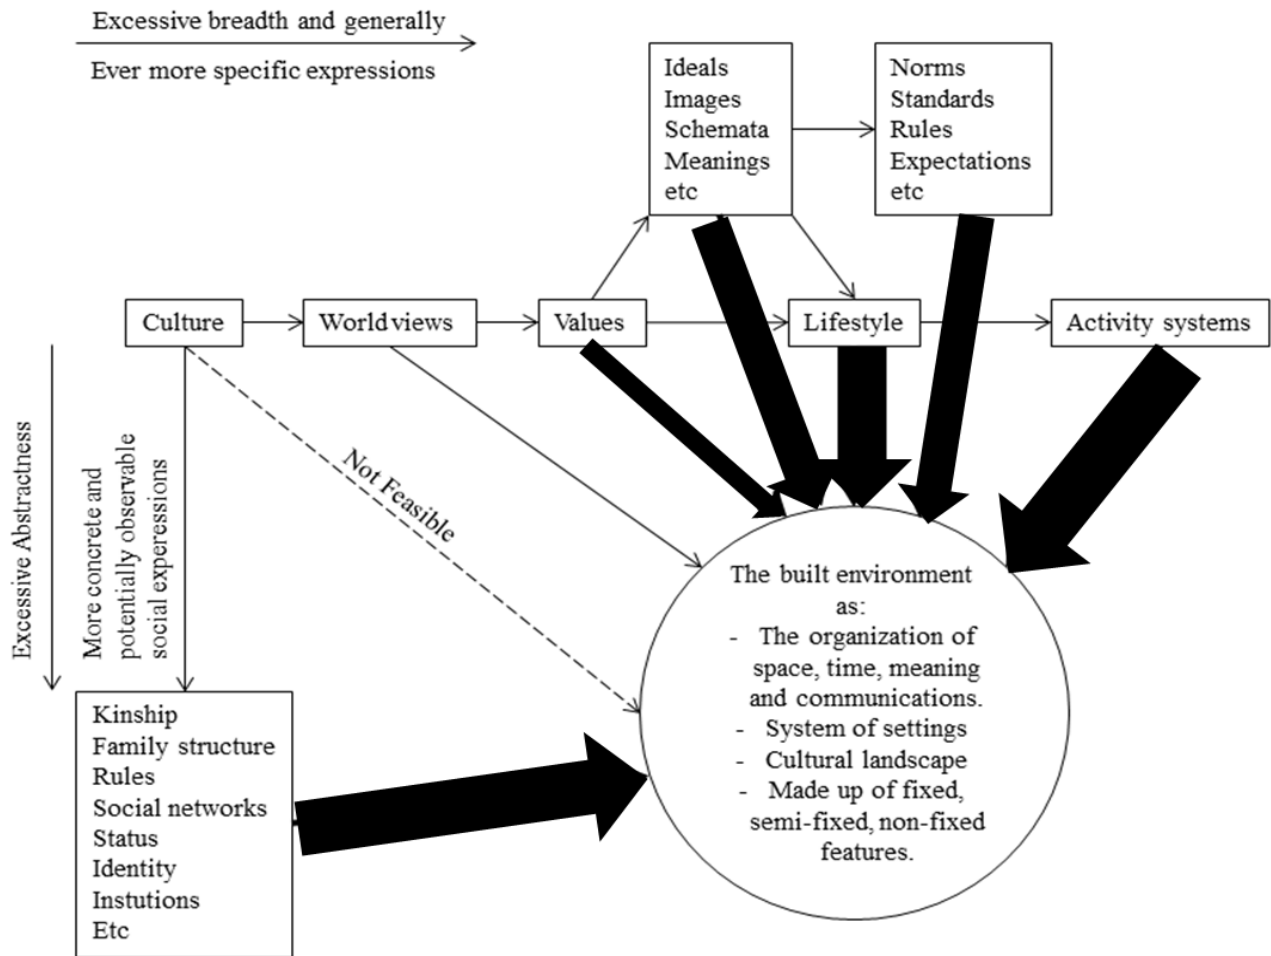 Excessive breadth and generally
Ever more specific expressions
Ideals
Images
Schemata
Meanings
etc
Norms
Standards
Rules
Expectations
etc
Culture
World views
Values
Lifestyle
Activity systems
Excessive Abstractness
More concrete and
potentially observable
social experessions
Not Feasible
Kinship
Family structure
Rules
Social networks
Status
Identity
Instutions
Etc
The built environment
as:
- The organization of
space, time, meaning
and communications.
- System of settings
- Cultural landscape
- Made up of fixed,
semi-fixed, non-fixed
features.